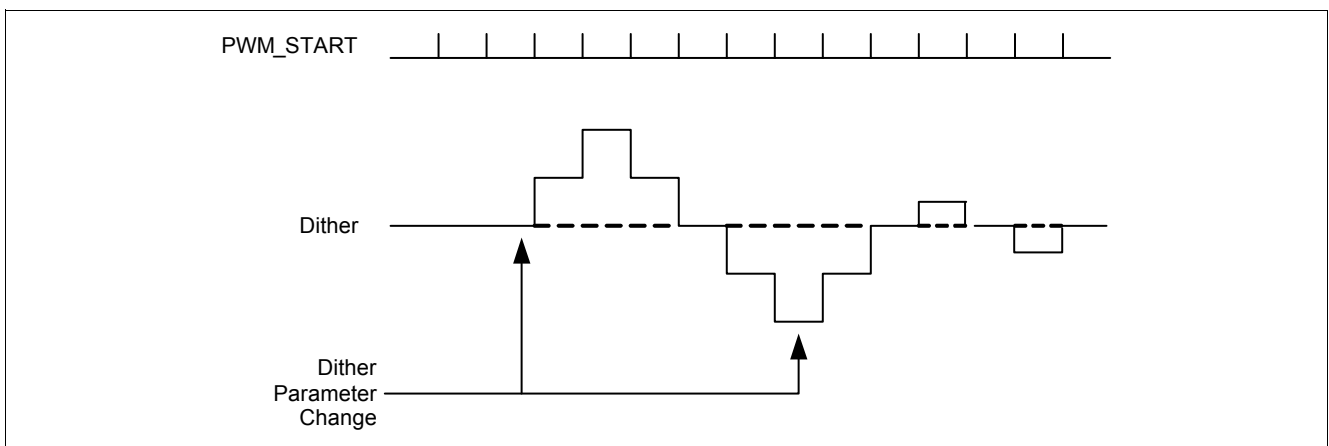 PWM_START
Dither
Dither
Parameter
Change